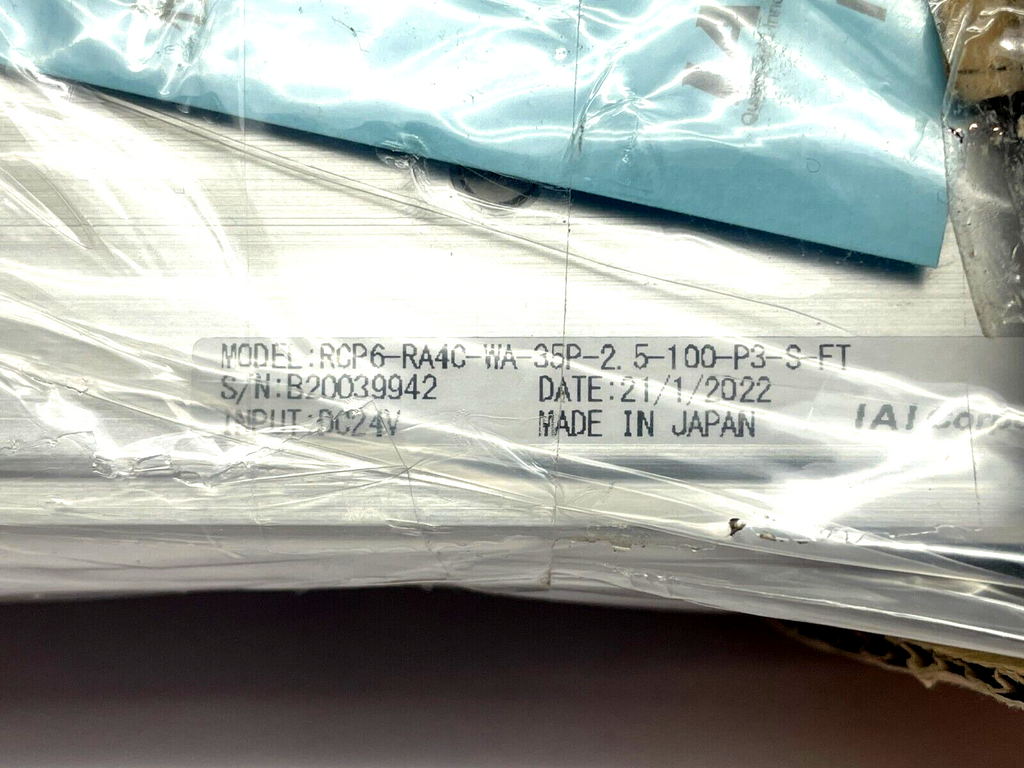 MODEL:RCP6-RA4C-WA-35P-2.5-100-P3-S-FT
S/N:B20039942 DATE:21/1/2022
INPUT:DC24V MADE IN JAPAN
IAI